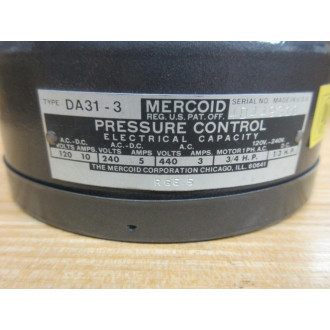 TYPE DA31-3 MERCOID SERIAL NO. MADE IN U.S.A.
REG. U.S. PAT. OFF.
PRESSURE CONTROL
ELECTRICAL CAPACITY
A.C.-D.C. A.C.-D.C. A.C.-D.C. 120V.-240V.
VOLTS AMPS. VOLTS AMPS. VOLTS AMPS. MOTOR 1 PH. A.C. D.C.
120 10 240 5 440 3 3/4 H.P.
THE MERCOID CORPORATION CHICAGO, ILL. 60641